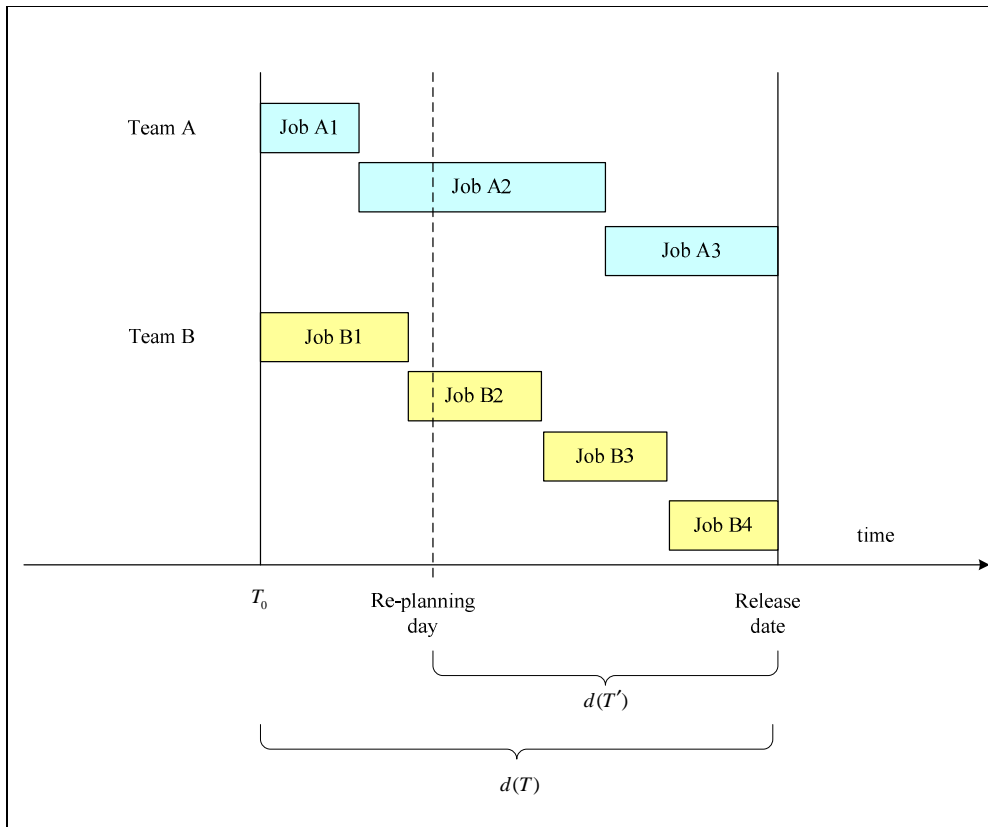 Team A
Job A1
Job A2
Job A3
Team B
Job B1
Job B2
Job B3
Job B4
time
T₀
Re-planning
day
Release
date
d(T′)
d(T)